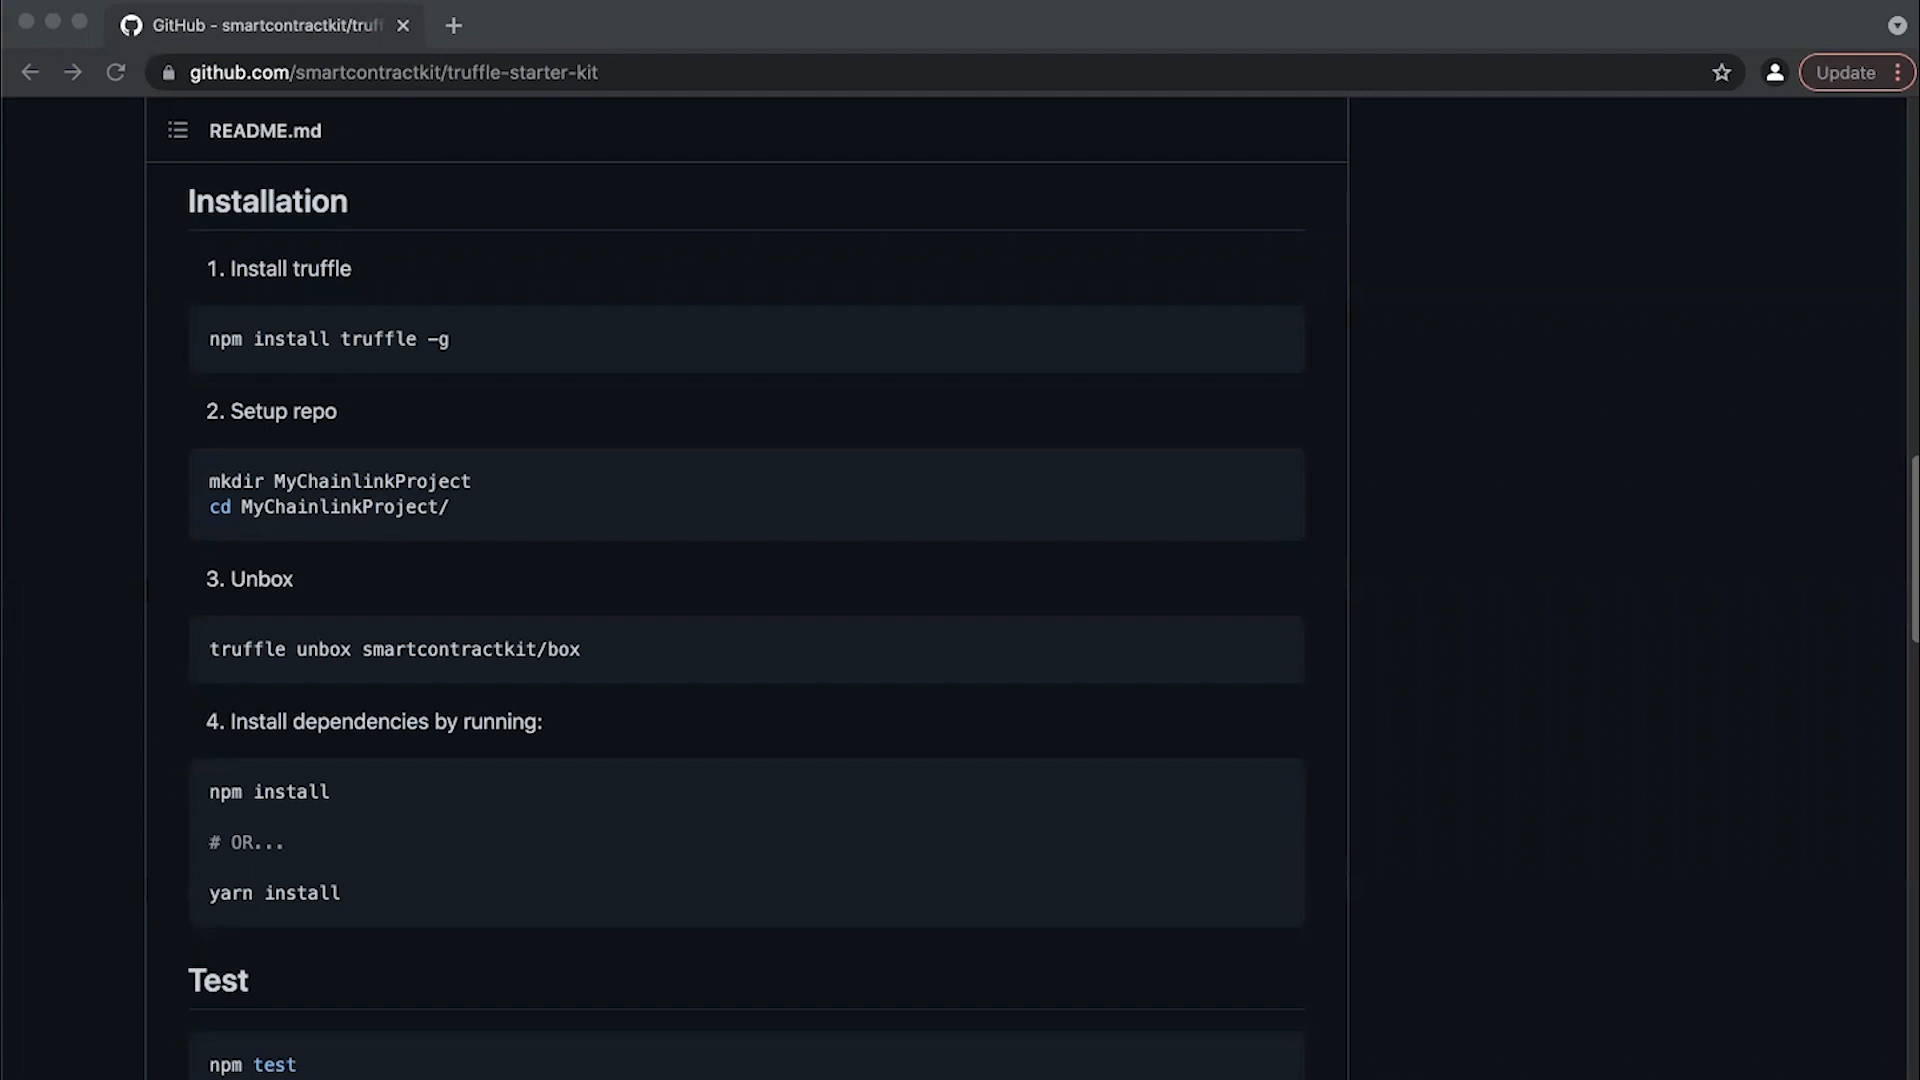 GitHub - smartcontractkit/truff
github.com/smartcontractkit/truffle-starter-kit
Update
README.md
Installation
1. Install truffle
npm install truffle -g
2. Setup repo
mkdir MyChainlinkProject
cd MyChainlinkProject/
3. Unbox
truffle unbox smartcontractkit/box
4. Install dependencies by running:
npm install
# OR...
yarn install
Test
npm test